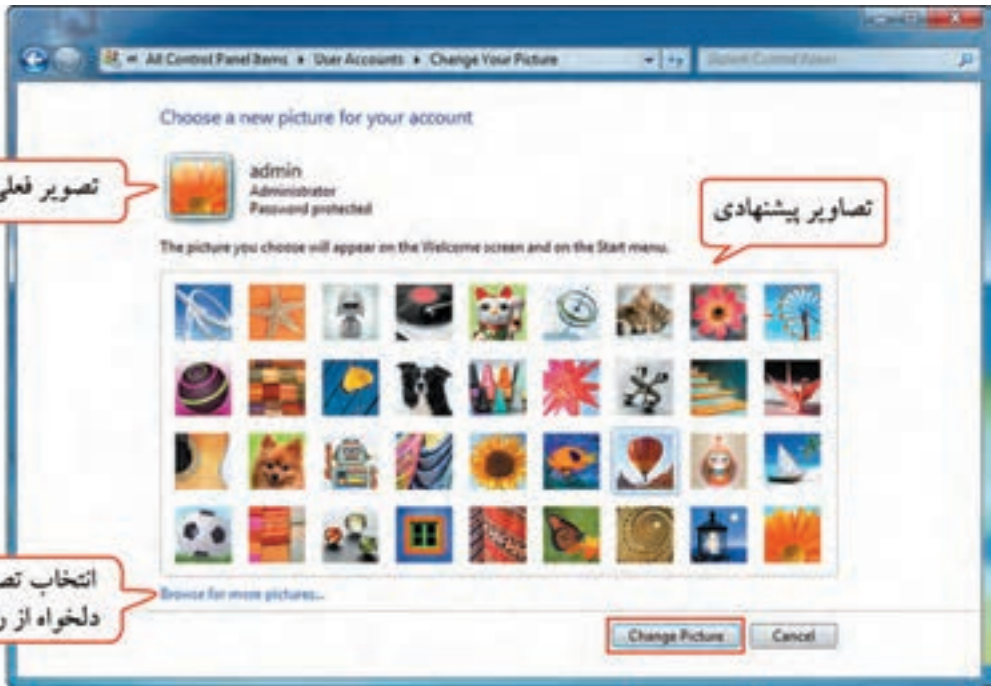 All Control Panel Items ▸ User Accounts ▸ Change Your Picture
Choose a new picture for your account
تصویر فعلی
admin
Administrator
Password protected
تصاویر پیشنهادی
The picture you choose will appear on the Welcome screen and on the Start menu.
انتخاب
دلخواه از
Browse for more pictures...
Change Picture
Cancel